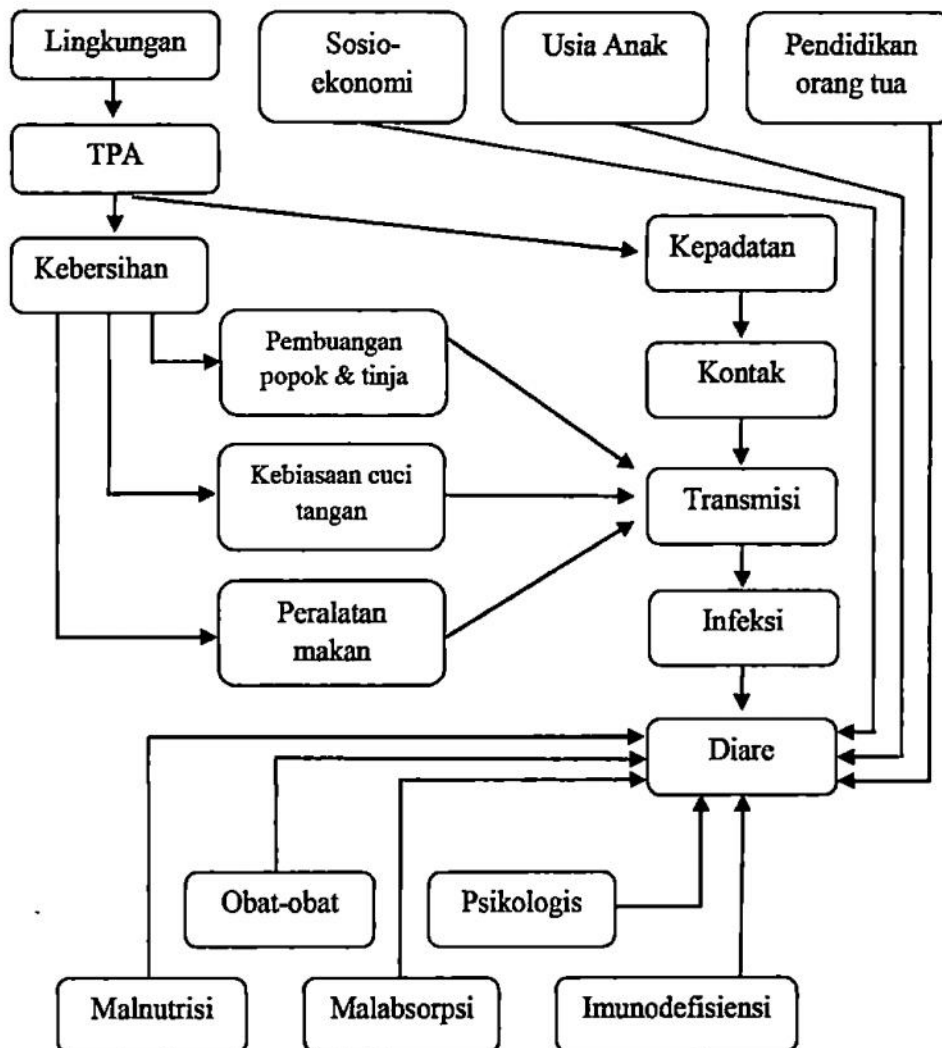 Lingkungan
Sosio-
ekonomi
Usia Anak
Pendidikan
orang tua
TPA
Kebersihan
Kepadatan
Pembuangan
popok & tinja
Kontak
Kebiasaan cuci
tangan
Transmisi
Peralatan
makan
Infeksi
Diare
Obat-obat
Psikologis
Malnutrisi
Malabsorpsi
Imunodefisiensi